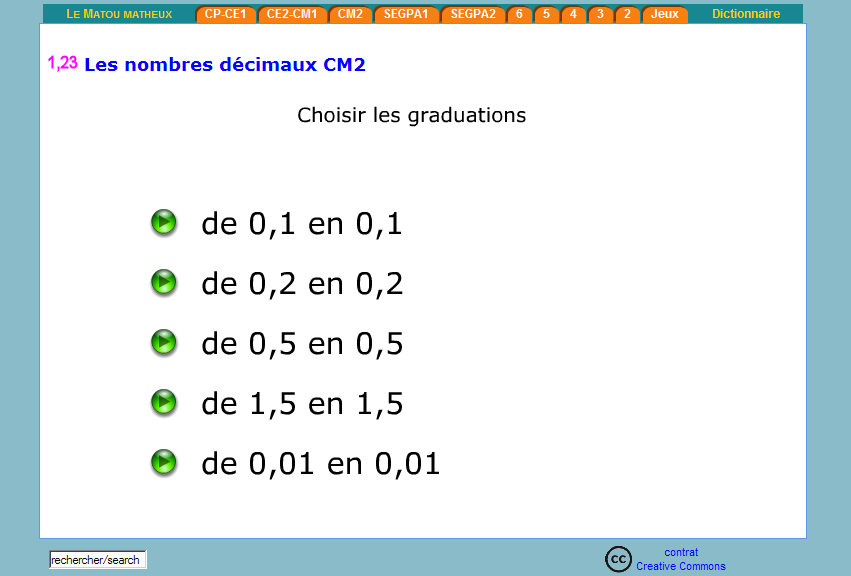 LE MATOU MATHEUX CP-CE1 CE2-CM1 CM2 SEGPA1 SEGPA2 6 5 4 3 2 Jeux Dictionnaire
1,23 Les nombres décimaux CM2
Choisir les graduations
de 0,1 en 0,1
de 0,2 en 0,2
de 0,5 en 0,5
de 1,5 en 1,5
de 0,01 en 0,01
rechercher/search
cc contrat
Creative Commons